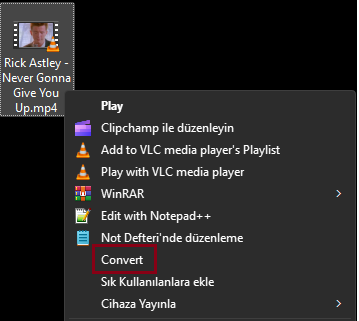 Rick Astley -
Never Gonna
Give You
Up.mp4
Play
Clipchamp ile düzenleyin
Add to VLC media player's Playlist
Play with VLC media player
WinRAR
Edit with Notepad++
Not Defteri'nde düzenleme
Convert
Sık Kullanılanlara ekle
Cihaza Yayınla